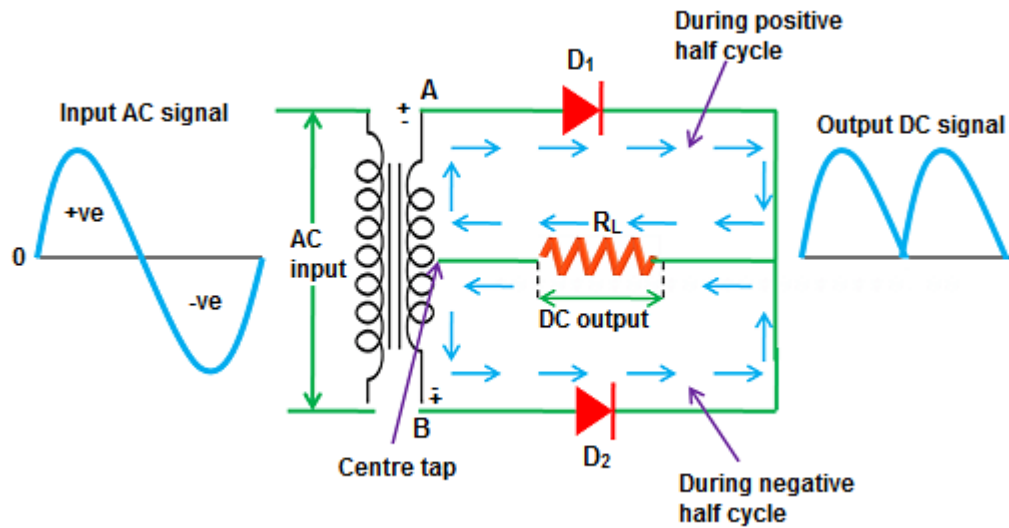 During positive
half cycle
D1
A
Input AC signal
+
-
Output DC signal
+ve
RL
0
AC
input
-ve
DC output
-
+
B
Centre tap
D2
During negative
half cycle